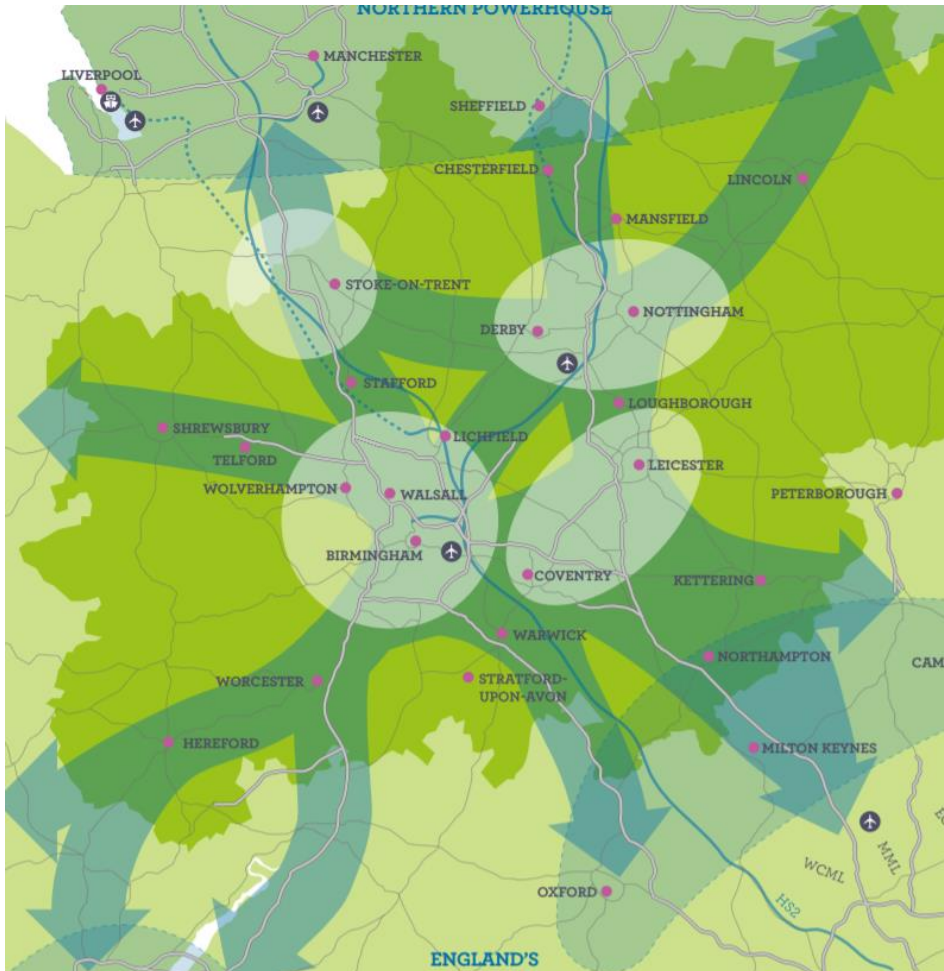 NORTHERN POWERHOUSE
MANCHESTER
LIVERPOOL
SHEFFIELD
CHESTERFIELD
LINCOLN
MANSFIELD
STOKE-ON-TRENT
NOTTINGHAM
DERBY
STAFFORD
LOUGHBOROUGH
SHREWSBURY
LICHFIELD
TELFORD
LEICESTER
WOLVERHAMPTON
WALSALL
PETERBOROUGH
BIRMINGHAM
COVENTRY
KETTERING
WARWICK
NORTHAMPTON
CAM
WORCESTER
STRATFORD-
UPON-AVON
HEREFORD
MILTON KEYNES
MML
WCML
OXFORD
HS2
ENGLAND'S